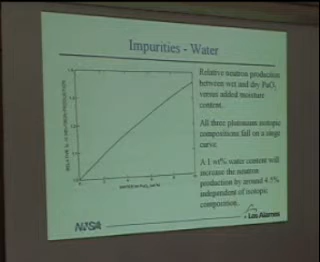 Impurities - Water
Relative neutron production
between wet and dry PuO2
versus added moisture
content.
All three plutonium isotopic
compositions fall on a single
curve.
A 1 wt% water content will
increase the neutron
production by around 4.5%
independent of isotopic
composition.
Los Alamos